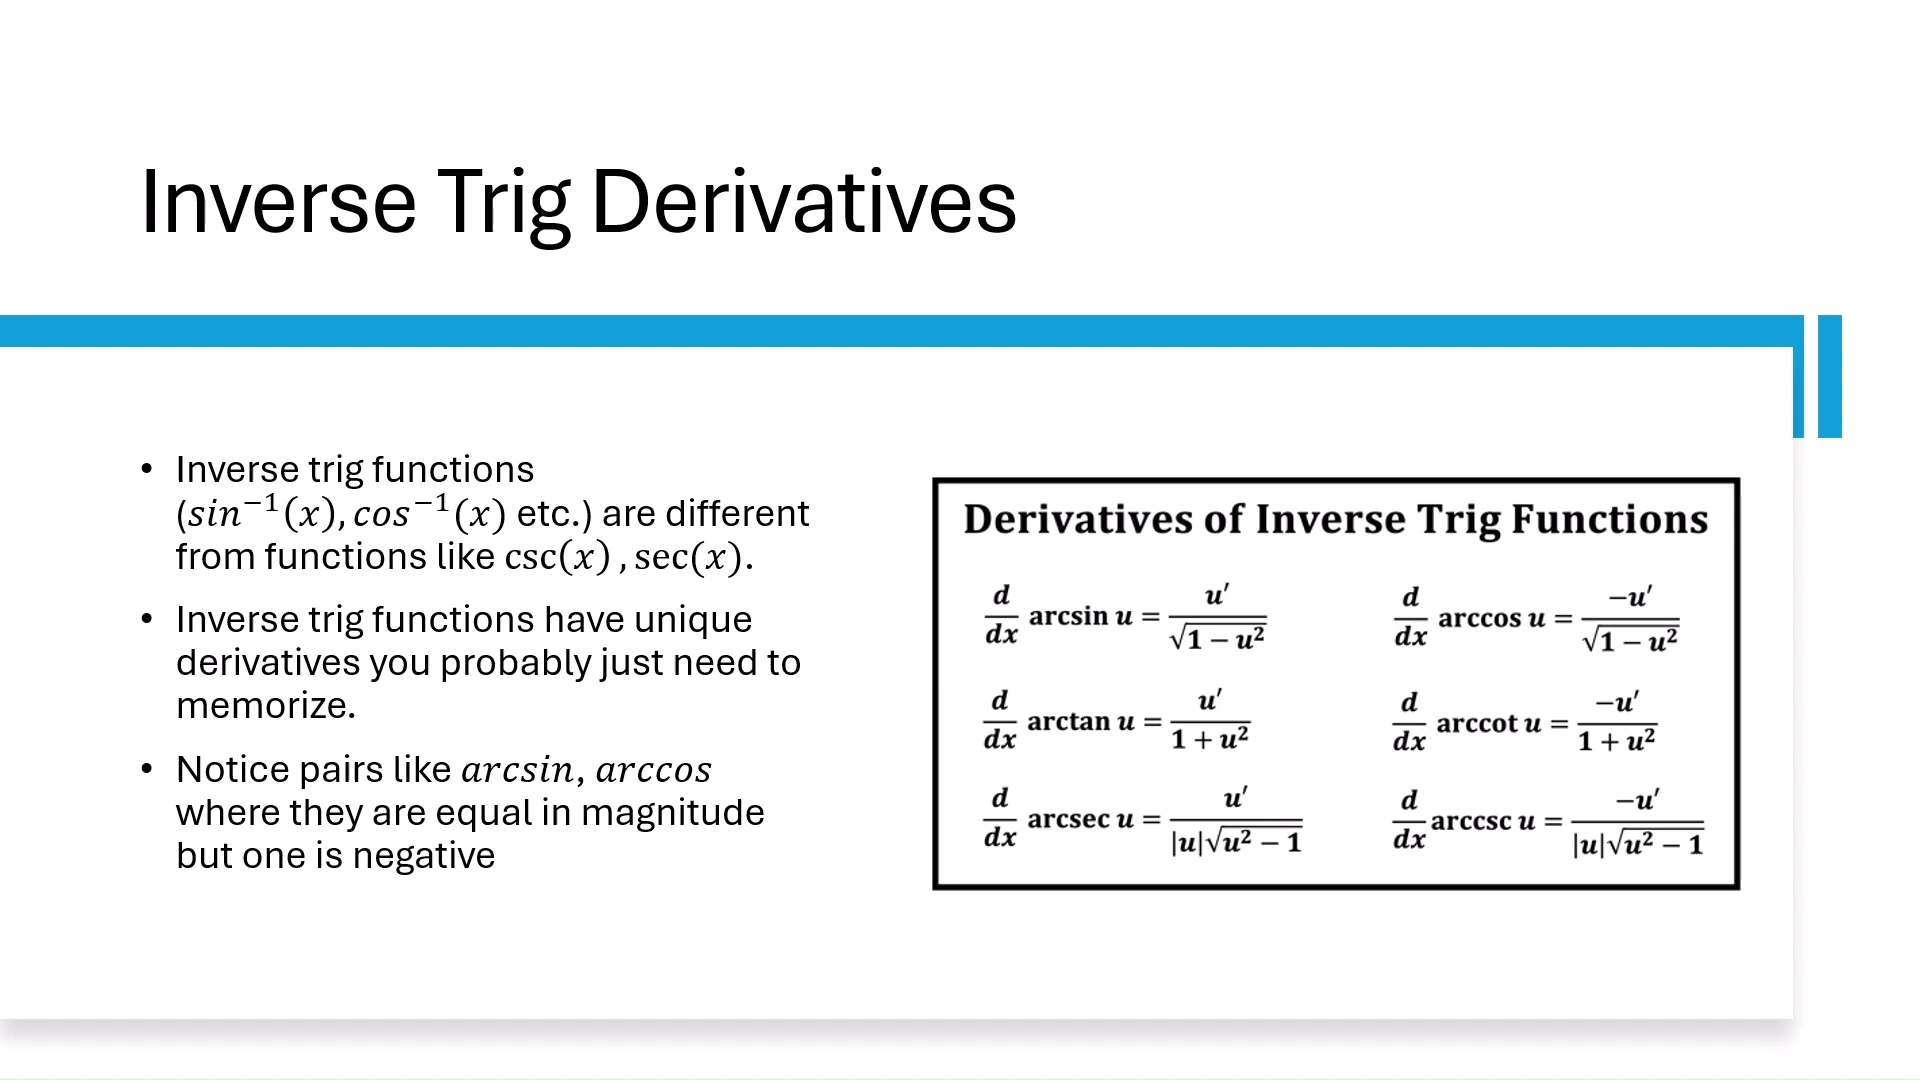 Inverse Trig Derivatives
• Inverse trig functions
(sin⁻¹(x), cos⁻¹(x) etc.) are different
from functions like csc(x) , sec(x).
• Inverse trig functions have unique
derivatives you probably just need to
memorize.
• Notice pairs like arcsin, arccos
where they are equal in magnitude
but one is negative
Derivatives of Inverse Trig Functions
d/dx arcsin u = u′/√(1 − u²)
d/dx arccos u = −u′/√(1 − u²)
d/dx arctan u = u′/(1 + u²)
d/dx arccot u = −u′/(1 + u²)
d/dx arcsec u = u′/(|u|√(u² − 1))
d/dx arccsc u = −u′/(|u|√(u² − 1))